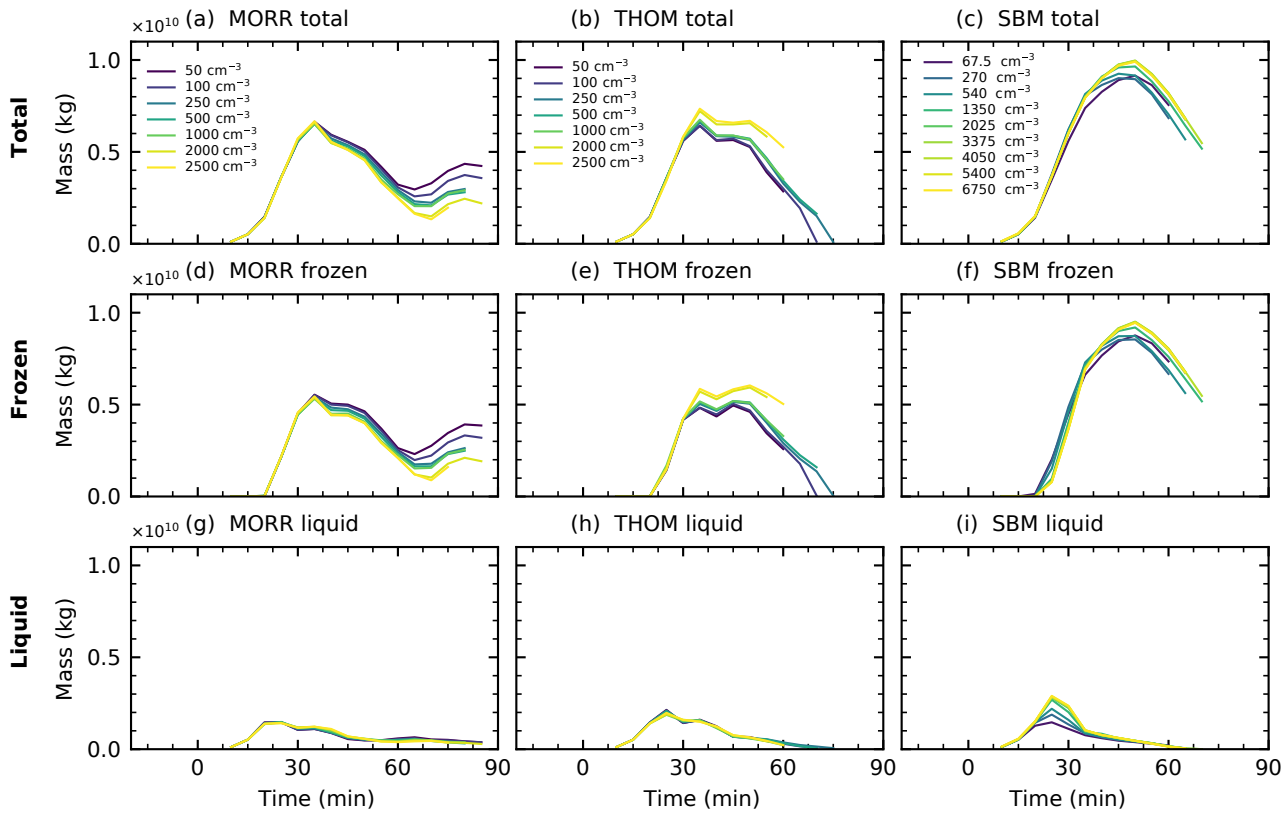 (a) MORR total
(b) THOM total
(c) SBM total
×10¹⁰
Total
Mass (kg)
1.0
0.5
0.0
50 cm⁻³
100 cm⁻³
250 cm⁻³
500 cm⁻³
1000 cm⁻³
2000 cm⁻³
2500 cm⁻³
50 cm⁻³
100 cm⁻³
250 cm⁻³
500 cm⁻³
1000 cm⁻³
2000 cm⁻³
2500 cm⁻³
67.5 cm⁻³
270 cm⁻³
540 cm⁻³
1350 cm⁻³
2025 cm⁻³
3375 cm⁻³
4050 cm⁻³
5400 cm⁻³
6750 cm⁻³
(d) MORR frozen
(e) THOM frozen
(f) SBM frozen
×10¹⁰
Frozen
Mass (kg)
1.0
0.5
0.0
(g) MORR liquid
(h) THOM liquid
(i) SBM liquid
×10¹⁰
Liquid
Mass (kg)
1.0
0.5
0.0
0 30 60 90
0 30 60 90
0 30 60 90
Time (min)
Time (min)
Time (min)